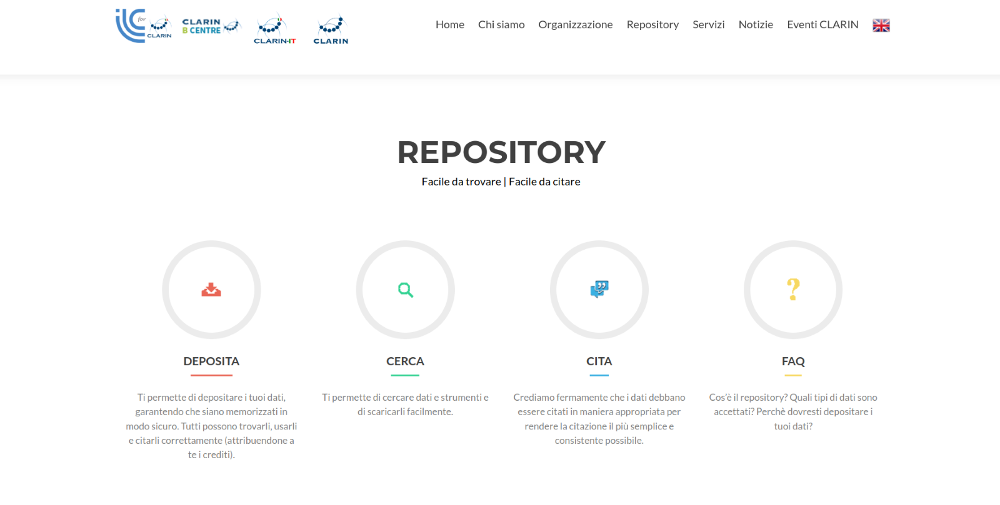 for
CLARIN
CLARIN
B CENTRE
CLARIN-IT
CLARIN
Home Chi siamo Organizzazione Repository Servizi Notizie Eventi CLARIN
REPOSITORY
Facile da trovare | Facile da citare
DEPOSITA
Ti permette di depositare i tuoi dati,
garantendo che siano memorizzati in
modo sicuro. Tutti possono trovarli, usarli
e citarli correttamente (attribuendone a
te i crediti).
CERCA
Ti permette di cercare dati e strumenti e
di scaricarli facilmente.
CITA
Crediamo fermamente che i dati debbano
essere citati in maniera appropriata per
rendere la citazione il più semplice e
consistente possibile.
FAQ
Cos'è il repository? Quali tipi di dati sono
accettati? Perchè dovresti depositare i
tuoi dati?